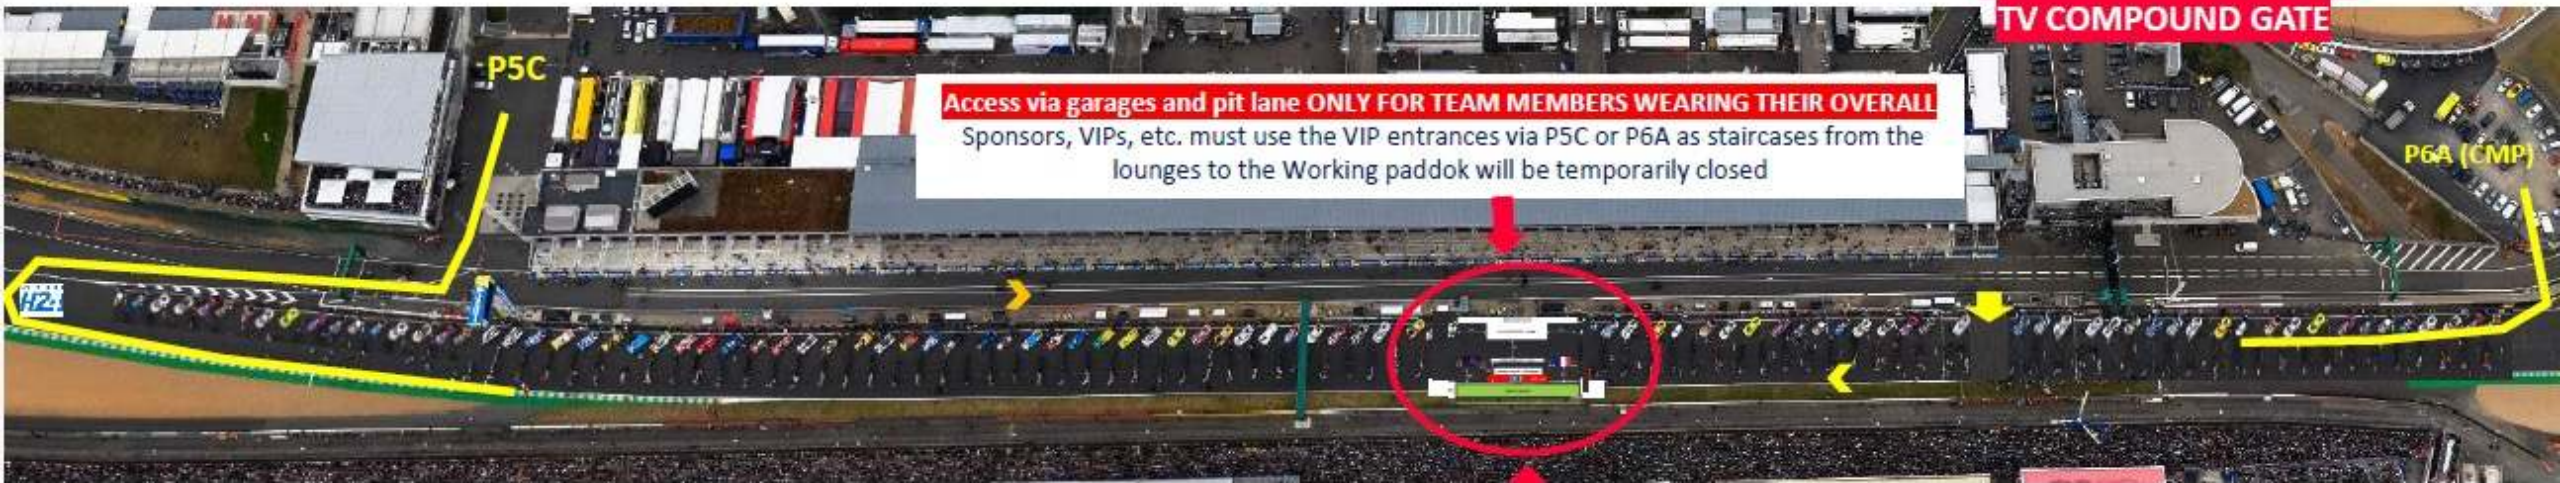 TV COMPOUND GATE
P5C
Access via garages and pit lane ONLY FOR TEAM MEMBERS WEARING THEIR OVERALL
Sponsors, VIPs, etc. must use the VIP entrances via P5C or P6A as staircases from the
lounges to the Working paddok will be temporarily closed
P6A (CMP)
H24